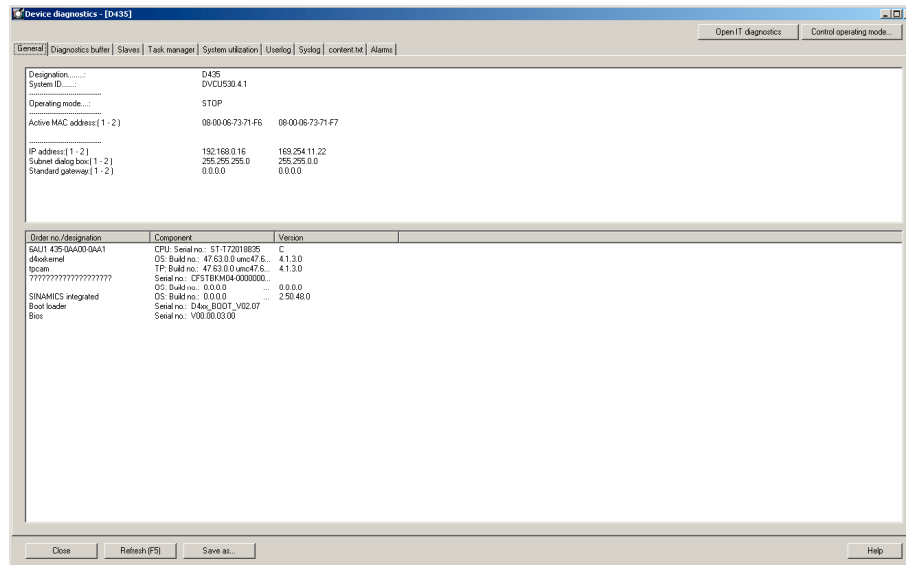 Device diagnostics - [D435]
Open IT diagnostics Control operating mode...
General Diagnostics buffer Slaves Task manager System utilization Userlog Syslog content.txt Alarms
Designation........: D435
System ID......: DVCU530.4.1
---------------------------------
Operating mode....: STOP
---------------------------------
Active MAC address:( 1 - 2 ) 08-00-06-73-71-F6 08-00-06-73-71-F7
---------------------------------
IP address:( 1 - 2 ) 192.168.0.16 169.254.11.22
Subnet dialog box:( 1 - 2 ) 255.255.255.0 255.255.0.0
Standard gateway:( 1 - 2 ) 0.0.0.0 0.0.0.0
Order no./designation Component Version
6AU1 435-0AA00-0AA1 CPU: Serial no.: ST-T72018835 C
d4xxkernel OS: Build no.: 47.63.0.0 umc47.6... 4.1.3.0
tpcam TP: Build no.: 47.63.0.0 umc47.6... 4.1.3.0
???????????????????? Serial no.: CFSTBKM04-0000000...
OS: Build no.: 0.0.0.0 ... 0.0.0.0
SINAMICS integrated OS: Build no.: 0.0.0.0 ... 2.50.48.0
Boot loader Serial no.: D4xx_BOOT_V02.07
Bios Serial no.: V00.00.03.00
Close Refresh (F5) Save as... Help